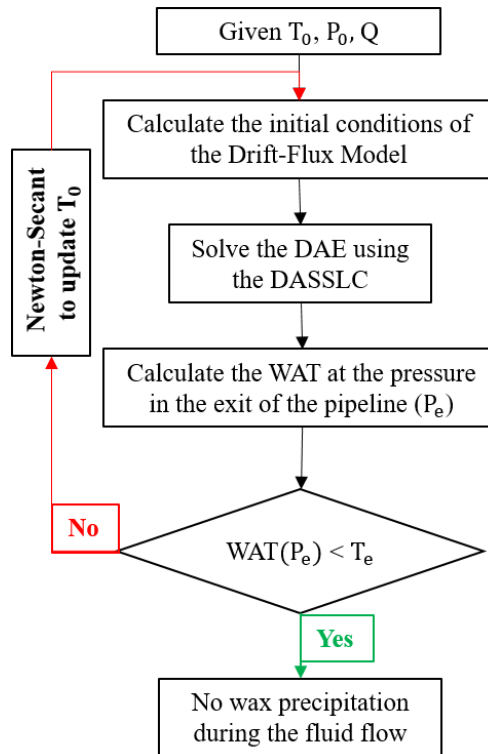 Given T₀, P₀, Q
Calculate the initial conditions of
the Drift-Flux Model
Newton-Secant
to update T₀
Solve the DAE using
the DASSLC
Calculate the WAT at the pressure
in the exit of the pipeline (Pₑ)
No
WAT(Pₑ) < Tₑ
Yes
No wax precipitation
during the fluid flow